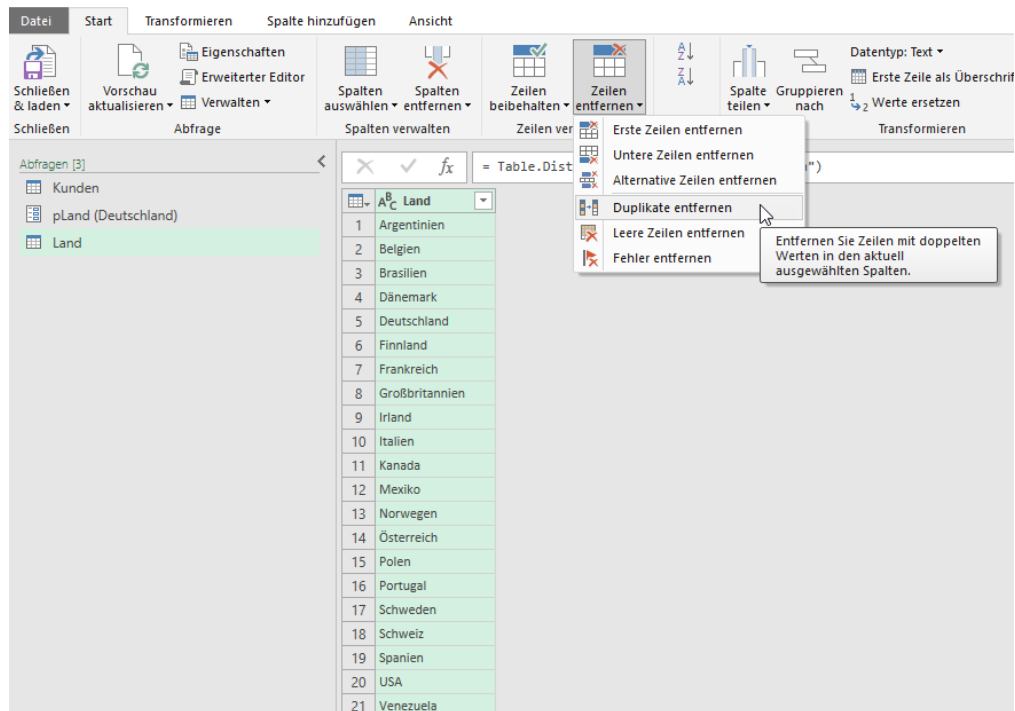 Datei Start Transformieren Spalte hinzufügen Ansicht
Schließen & laden
Vorschau aktualisieren
Eigenschaften
Erweiterter Editor
Verwalten
Spalten auswählen
Spalten entfernen
Zeilen beibehalten
Zeilen entfernen
A Z
Z A
Spalte teilen
Gruppieren nach
Datentyp: Text
Erste Zeile als Überschrif
1 2 Werte ersetzen
Schließen Abfrage Spalten verwalten Zeilen ver Transformieren
Erste Zeilen entfernen
Untere Zeilen entfernen
Alternative Zeilen entfernen
Duplikate entfernen
Leere Zeilen entfernen
Fehler entfernen
Entfernen Sie Zeilen mit doppelten
Werten in den aktuell
ausgewählten Spalten.
Abfragen [3]
Kunden
pLand (Deutschland)
Land
fx = Table.Dist ")
ABC Land
1 Argentinien
2 Belgien
3 Brasilien
4 Dänemark
5 Deutschland
6 Finnland
7 Frankreich
8 Großbritannien
9 Irland
10 Italien
11 Kanada
12 Mexiko
13 Norwegen
14 Österreich
15 Polen
16 Portugal
17 Schweden
18 Schweiz
19 Spanien
20 USA
21 Venezuela